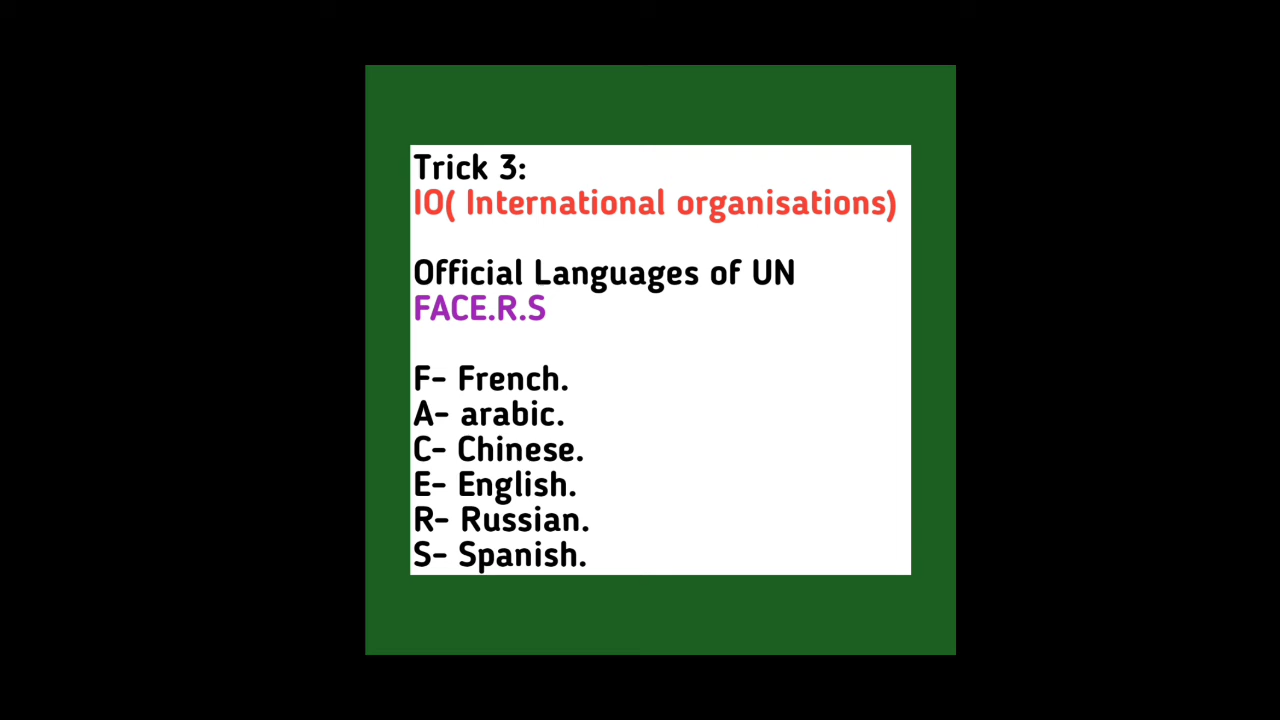 Trick 3:
IO( International organisations)
Official Languages of UN
FACE.R.S
F- French.
A- arabic.
C- Chinese.
E- English.
R- Russian.
S- Spanish.